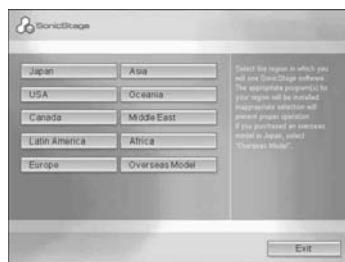 SonicStage
Japan
Asia
USA
Oceania
Canada
Middle East
Latin America
Africa
Europe
Overseas Model
Select the region in which you
will use SonicStage software.
The appropriate program(s) for
your region will be installed.
Inappropriate selection will
prevent proper operation.
If you purchased an overseas
model in Japan, select
"Overseas Model".
Exit